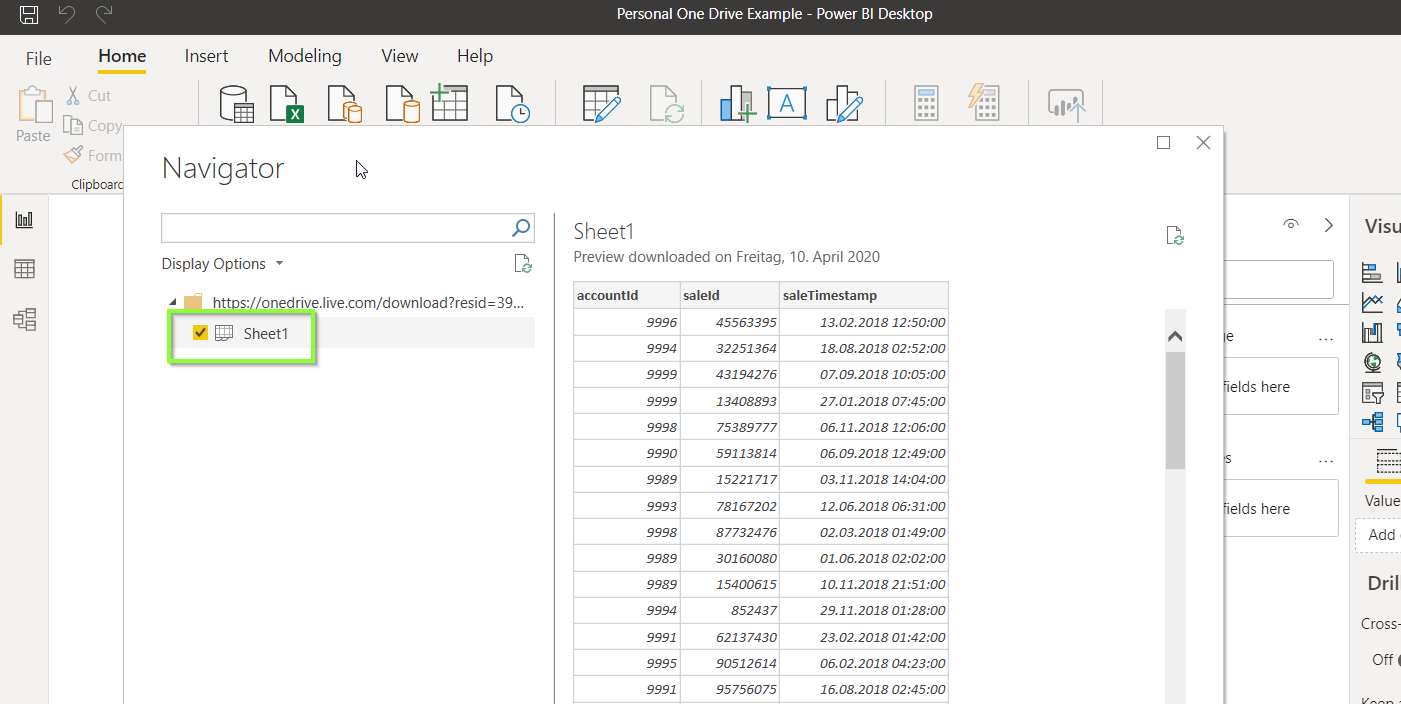 Personal One Drive Example - Power BI Desktop
File Home Insert Modeling View Help
Paste
Cut
Copy
Form
Clipboard
Navigator
Display Options
https://onedrive.live.com/download?resid=39...
Sheet1
Sheet1
Preview downloaded on Freitag, 10. April 2020
accountId saleId saleTimestamp
9996 45563395 13.02.2018 12:50:00
9994 32251364 18.08.2018 02:52:00
9999 43194276 07.09.2018 10:05:00
9999 13408893 27.01.2018 07:45:00
9998 75389777 06.11.2018 12:06:00
9990 59113814 06.09.2018 12:49:00
9989 15221717 03.11.2018 14:04:00
9993 78167202 12.06.2018 06:31:00
9998 87732476 02.03.2018 01:49:00
9989 30160080 01.06.2018 02:02:00
9989 15400615 10.11.2018 21:51:00
9994 852437 29.11.2018 01:28:00
9991 62137430 23.02.2018 01:42:00
9995 90512614 06.02.2018 04:23:00
9991 95756075 16.08.2018 02:45:00
ge ...
fields here
s ...
fields here
Visu
Value
Add
Dril
Cross-
Off
Keep a